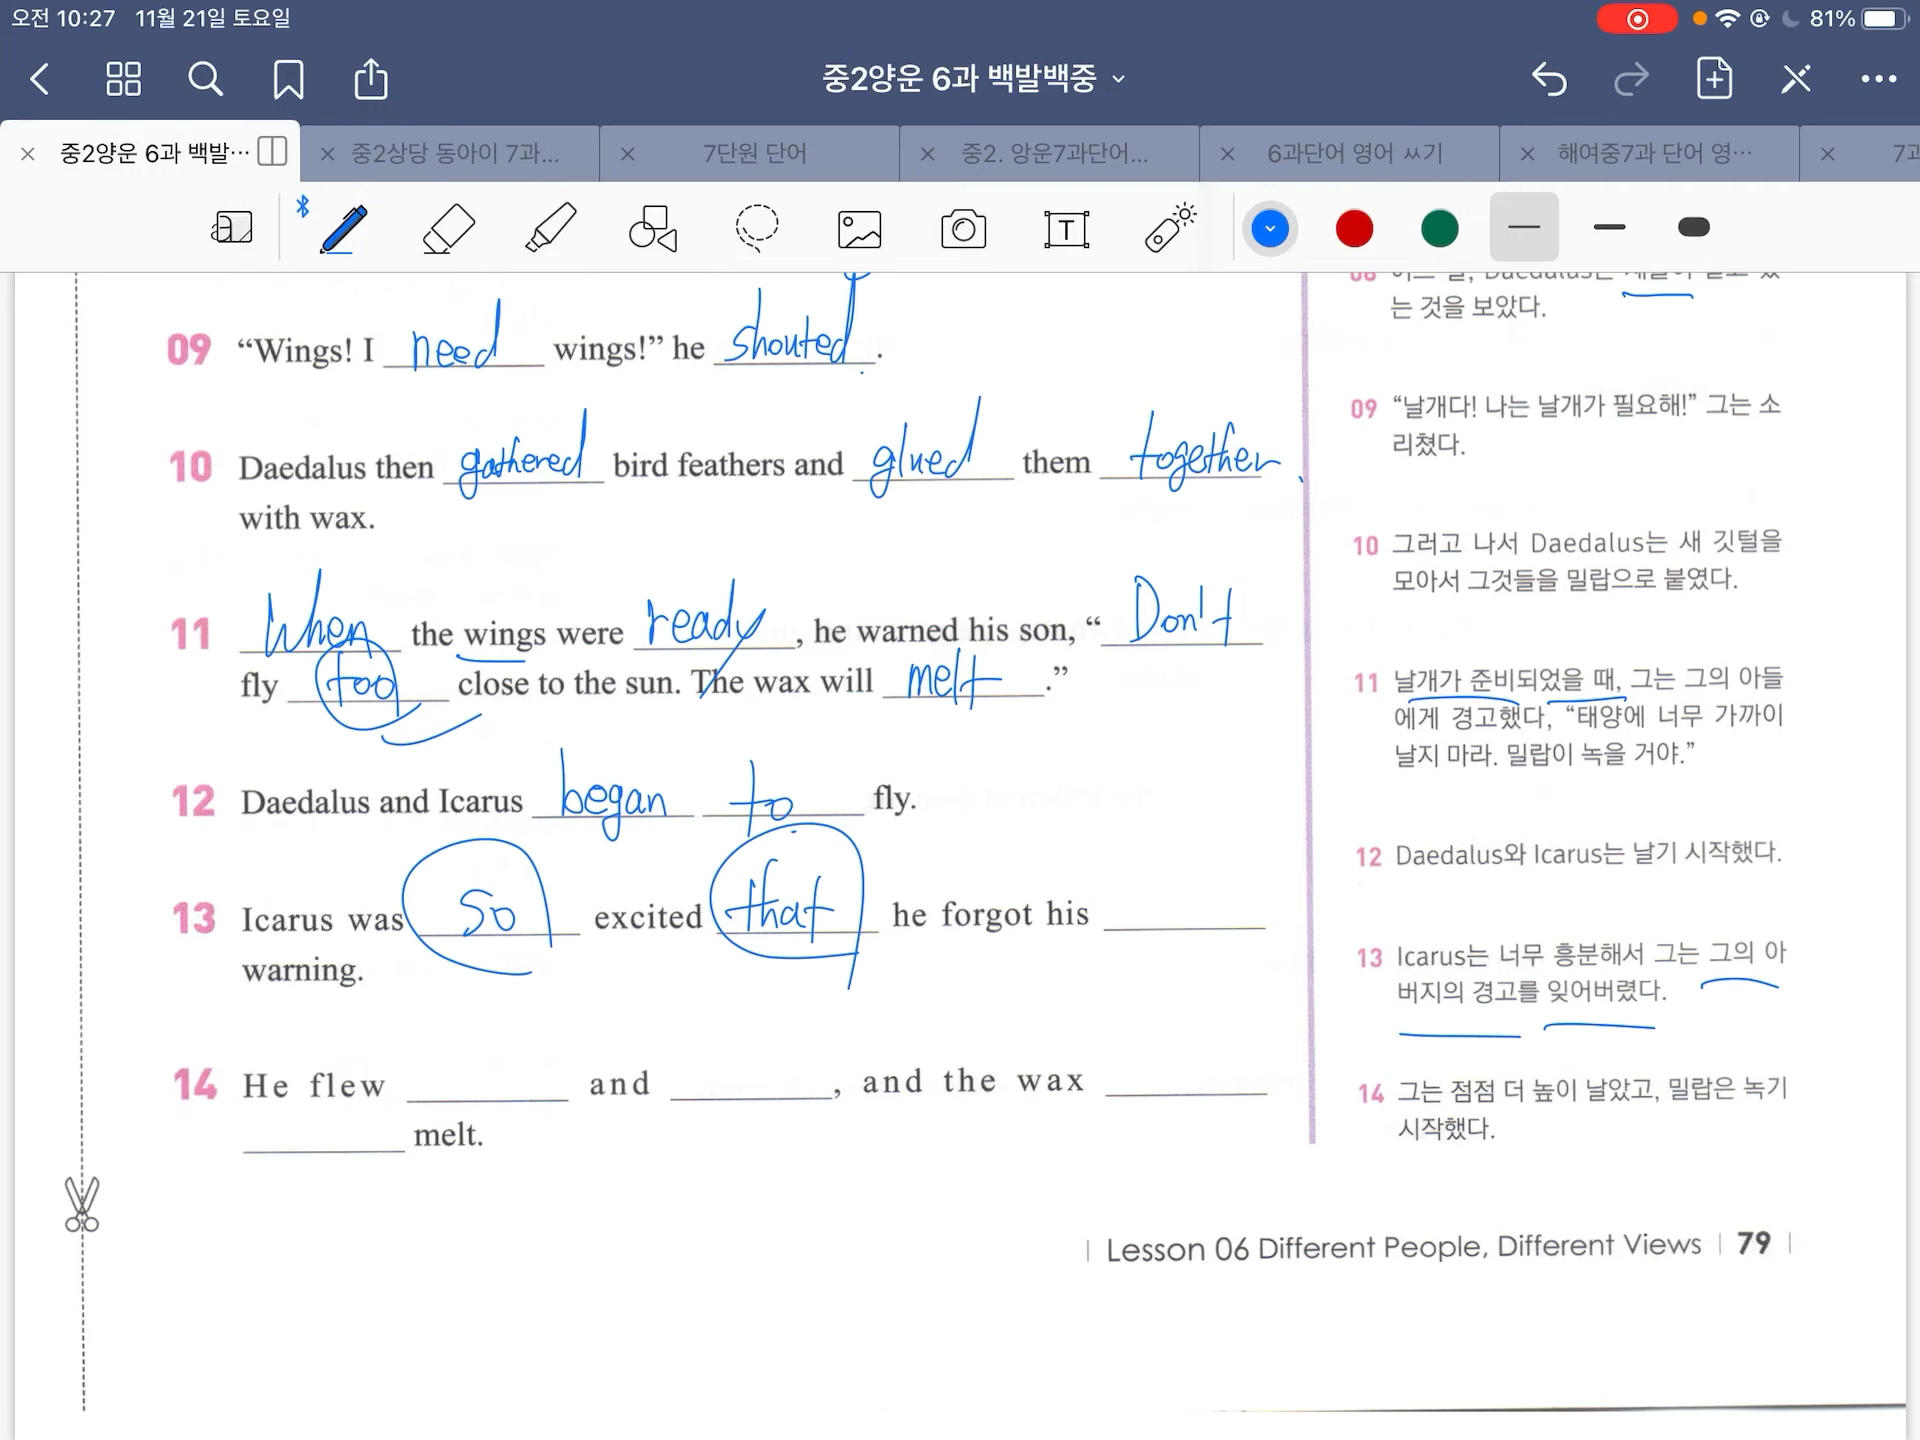 오전 10:27 11월 21일 토요일
81%
중2양운 6과 백발백중
중2양운 6과 백발…
중2상당 동아이 7과...
7단원 단어
중2. 앙운7과단어...
6과단어 영어 ㅆ기
해여중7과 단어 영…
7과
T
09 “Wings! I need wings!” he shouted.
10 Daedalus then gathered bird feathers and glued them together
with wax.
11 When the wings were ready, he warned his son, “Don't
fly too close to the sun. The wax will melt.”
12 Daedalus and Icarus began to fly.
13 Icarus was so excited that he forgot his ______
warning.
14 He flew ______ and ______, and the wax ______
______ melt.
08
는 것을 보았다.
09 “날개다! 나는 날개가 필요해!” 그는 소
리쳤다.
10 그러고 나서 Daedalus는 새 깃털을
모아서 그것들을 밀랍으로 붙였다.
11 날개가 준비되었을 때, 그는 그의 아들
에게 경고했다, “태양에 너무 가까이
날지 마라. 밀랍이 녹을 거야.”
12 Daedalus와 Icarus는 날기 시작했다.
13 Icarus는 너무 흥분해서 그는 그의 아
버지의 경고를 잊어버렸다.
14 그는 점점 더 높이 날았고, 밀랍은 녹기
시작했다.
Lesson 06 Different People, Different Views | 79